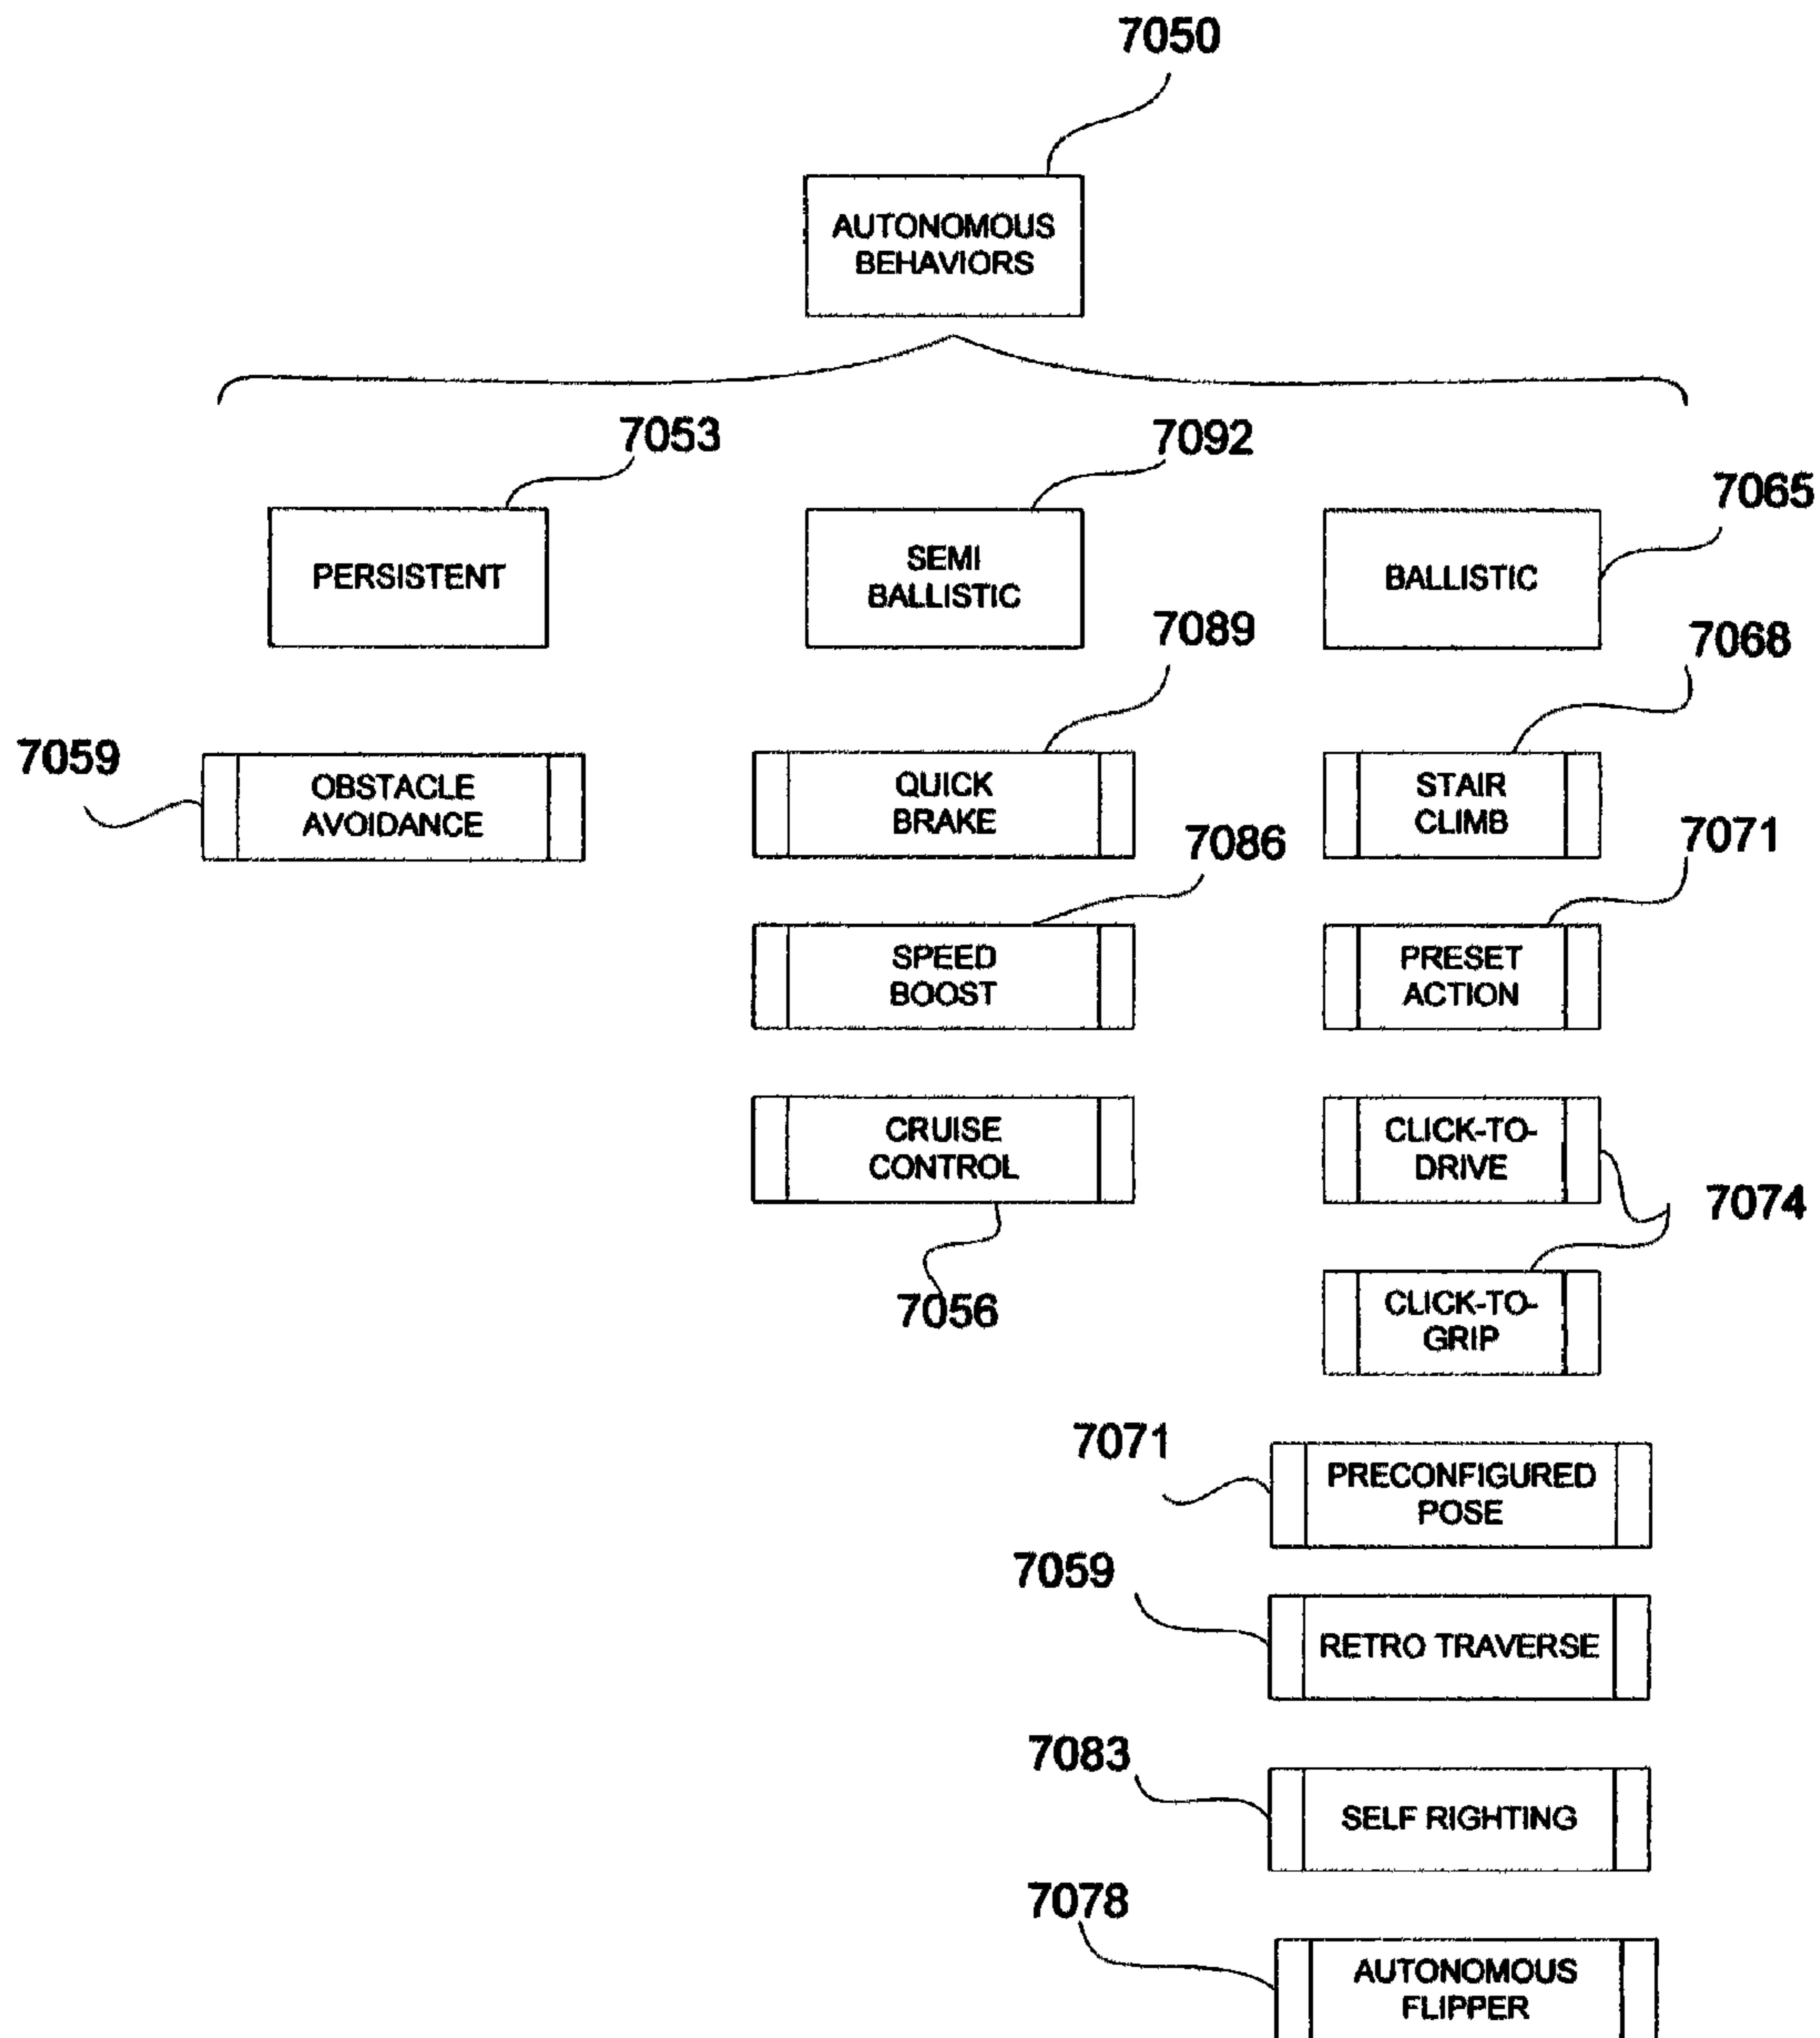 7050
AUTONOMOUS
BEHAVIORS
7053
7092
7065
PERSISTENT
SEMI
BALLISTIC
BALLISTIC
7089
7068
7059
OBSTACLE
AVOIDANCE
QUICK
BRAKE
STAIR
CLIMB
7086
7071
SPEED
BOOST
PRESET
ACTION
CRUISE
CONTROL
CLICK-TO-
DRIVE
7074
7056
CLICK-TO-
GRIP
7071
PRECONFIGURED
POSE
7059
RETRO TRAVERSE
7083
SELF RIGHTING
7078
AUTONOMOUS
FLIPPER